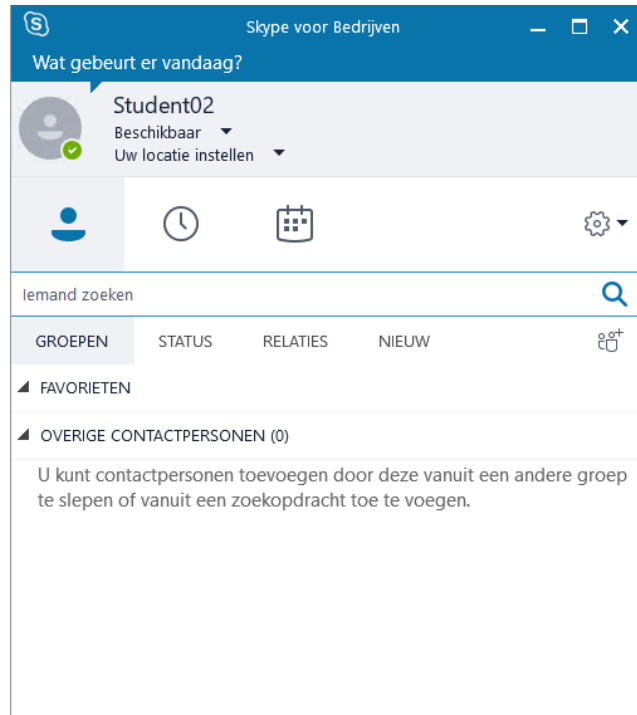 Skype voor Bedrijven
Wat gebeurt er vandaag?
Student02
Beschikbaar
Uw locatie instellen
Iemand zoeken
GROEPEN STATUS RELATIES NIEUW
FAVORIETEN
OVERIGE CONTACTPERSONEN (0)
U kunt contactpersonen toevoegen door deze vanuit een andere groep
te slepen of vanuit een zoekopdracht toe te voegen.